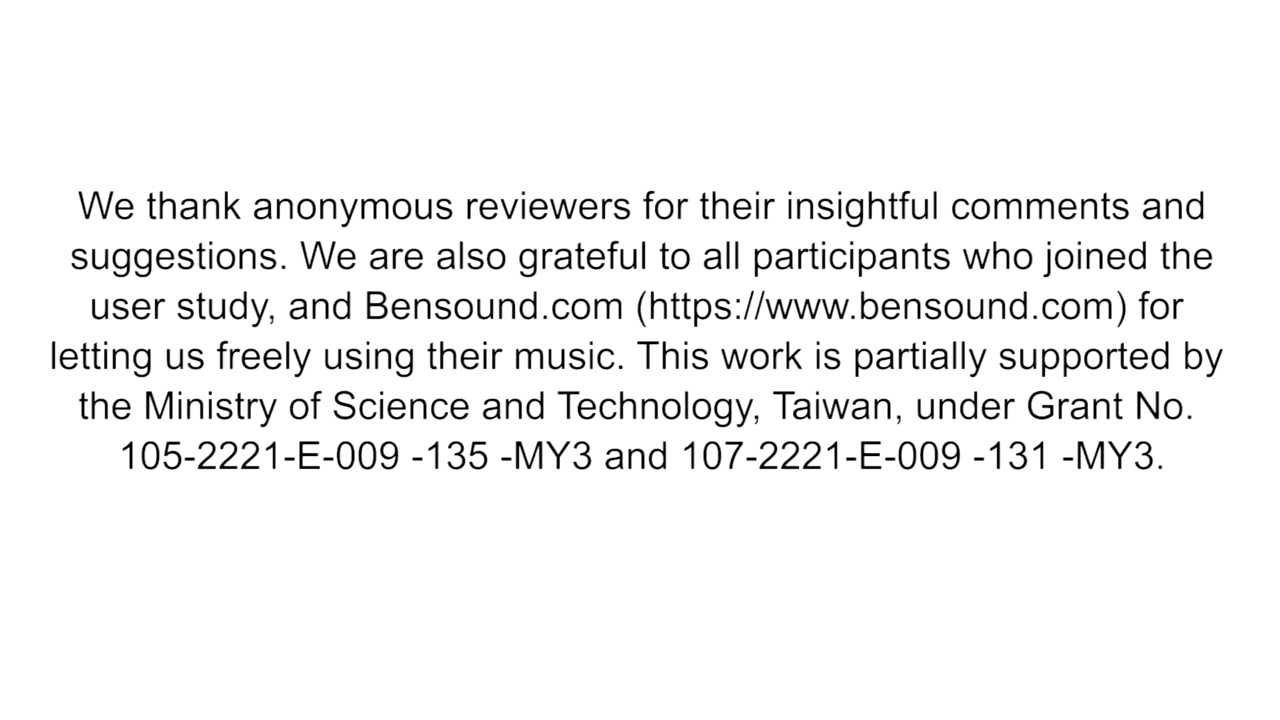 We thank anonymous reviewers for their insightful comments and
suggestions. We are also grateful to all participants who joined the
user study, and Bensound.com (https://www.bensound.com) for
letting us freely using their music. This work is partially supported by
the Ministry of Science and Technology, Taiwan, under Grant No.
105-2221-E-009 -135 -MY3 and 107-2221-E-009 -131 -MY3.